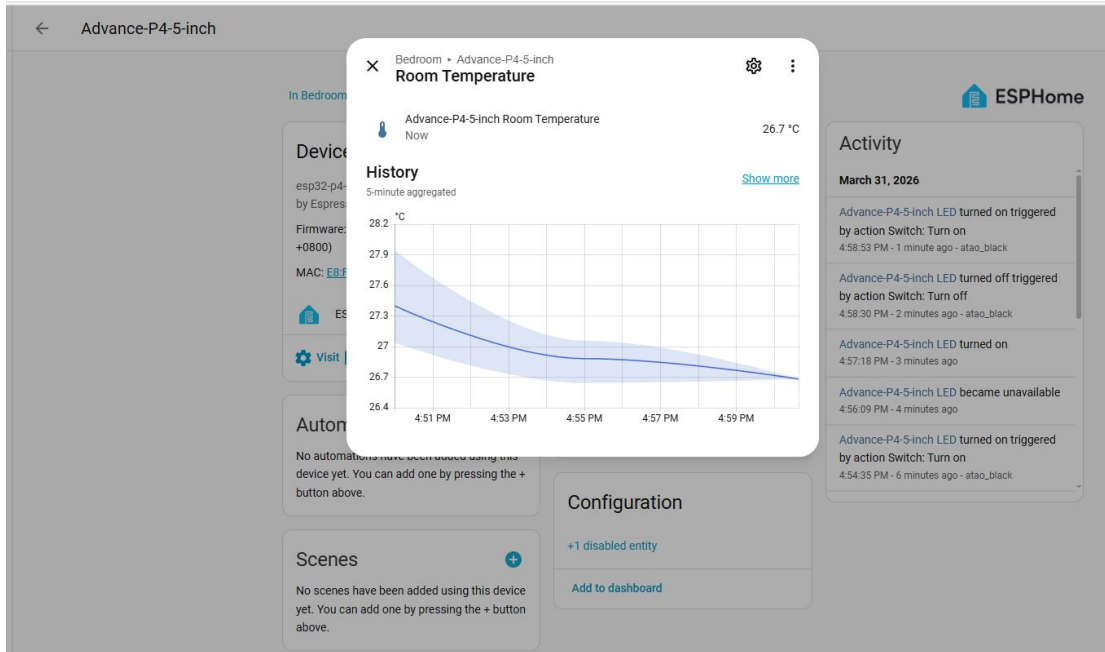 Advance-P4-5-inch
Bedroom ▸ Advance-P4-5-inch
Room Temperature
Advance-P4-5-inch Room Temperature
Now
26.7 °C
History
Show more
5-minute aggregated
°C
28.2
27.9
27.6
27.3
27
26.7
26.4
4:51 PM 4:53 PM 4:55 PM 4:57 PM 4:59 PM
In Bedroom
ESPHome
Device
esp32-p4-
by Espres
Firmware:
+0800)
MAC: E8:F
ES
Visit
Autom
No automations have been added using this
device yet. You can add one by pressing the +
button above.
Scenes
No scenes have been added using this device
yet. You can add one by pressing the + button
above.
Configuration
+1 disabled entity
Add to dashboard
Activity
March 31, 2026
Advance-P4-5-inch LED turned on triggered
by action Switch: Turn on
4:58:53 PM - 1 minute ago - atao_black
Advance-P4-5-inch LED turned off triggered
by action Switch: Turn off
4:58:30 PM - 2 minutes ago - atao_black
Advance-P4-5-inch LED turned on
4:57:18 PM - 3 minutes ago
Advance-P4-5-inch LED became unavailable
4:56:09 PM - 4 minutes ago
Advance-P4-5-inch LED turned on triggered
by action Switch: Turn on
4:54:35 PM - 6 minutes ago - atao_black